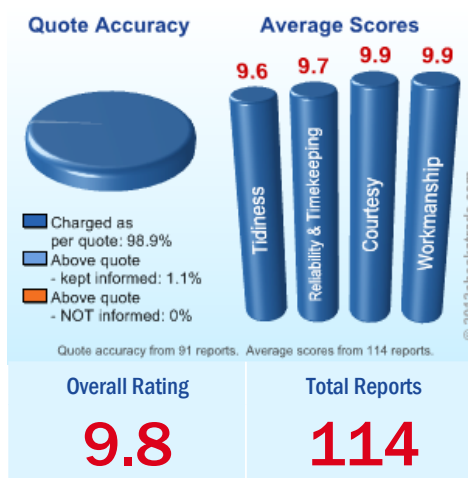 Quote Accuracy
Average Scores
9.6
9.7
9.9
9.9
Tidiness
Reliability & Timekeeping
Courtesy
Workmanship
Charged as
per quote: 98.9%
Above quote
- kept informed: 1.1%
Above quote
- NOT informed: 0%
Quote accuracy from 91 reports. Average scores from 114 reports.
Overall Rating
Total Reports
9.8
114